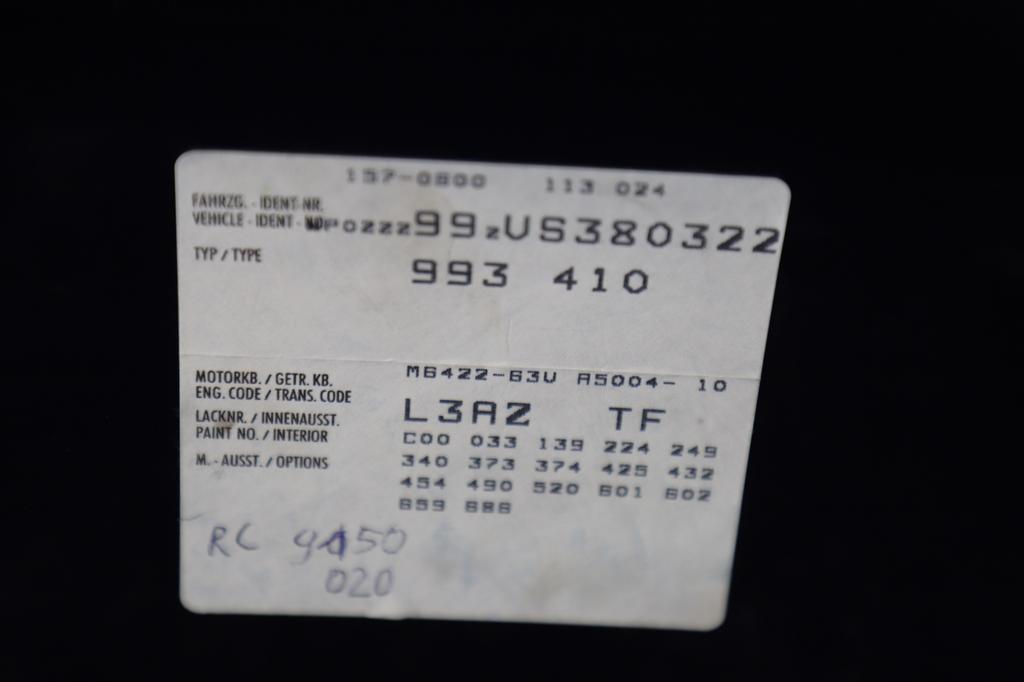 157-0800 113 024
FAHRZG. - IDENT-NR.
VEHICLE - IDENT - NO WP0ZZZ99ZUS380322
TYP / TYPE 993 410
MOTORKB. / GETR. KB. M6422-63U A5004- 10
ENG. CODE / TRANS. CODE
LACKNR. / INNENAUSST. L3AZ TF
PAINT NO. / INTERIOR C00 033 139 224 249
M. - AUSST. / OPTIONS 340 373 374 425 432
454 490 520 601 602
659 686
RC 9450
020